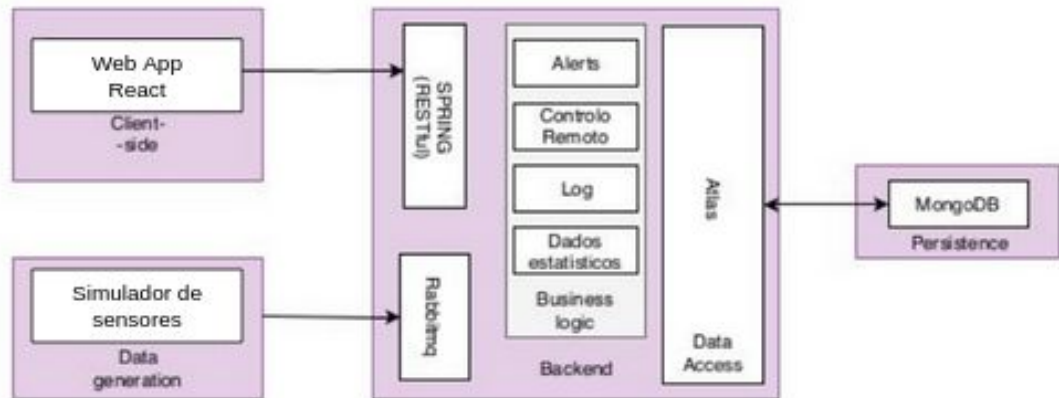 Web App
React
Client-
-side
SPRING
(RESTful)
Alerts
Controlo
Remoto
Log
Dados
estatísticos
Business
logic
Atlas
Data
Access
MongoDB
Persistence
Simulador de
sensores
Data
generation
Rabbitmq
Backend